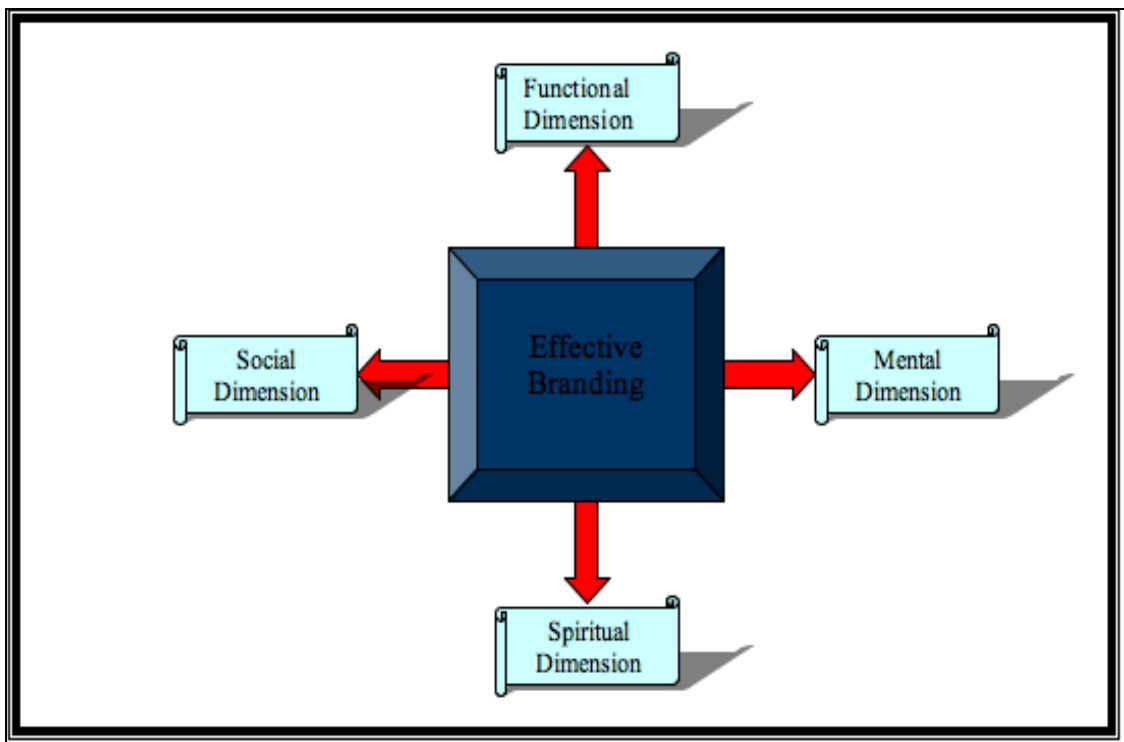 Functional
Dimension
Social
Dimension
Effective
Branding
Mental
Dimension
Spiritual
Dimension